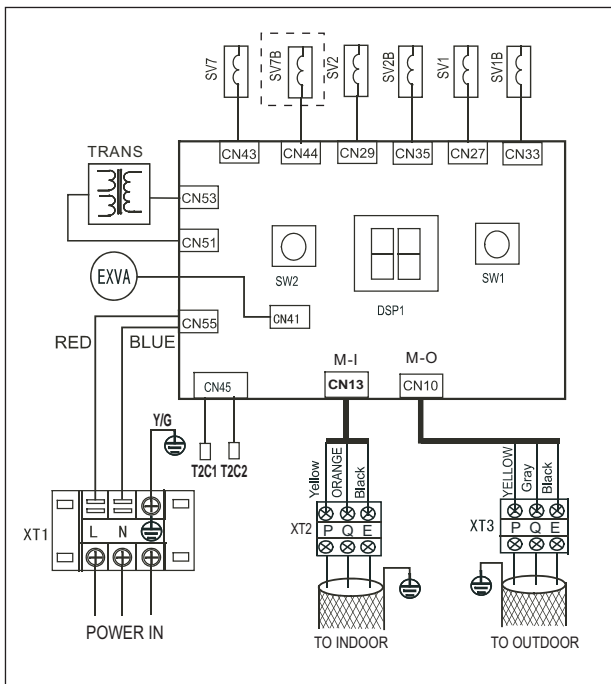 SV7 SV7B SV2 SV2B SV1 SV1B
CN43 CN44 CN29 CN35 CN27 CN33
TRANS
CN53
CN51
EXVA
SW2
DSP1
SW1
CN41
CN55
RED BLUE
M-I M-O
CN45 CN13 CN10
Y/G
T2C1 T2C2
Yellow ORANGE Black
YELLOW Gray Black
XT1
L N
XT2 P Q E
XT3 P Q E
POWER IN
TO INDOOR
TO OUTDOOR